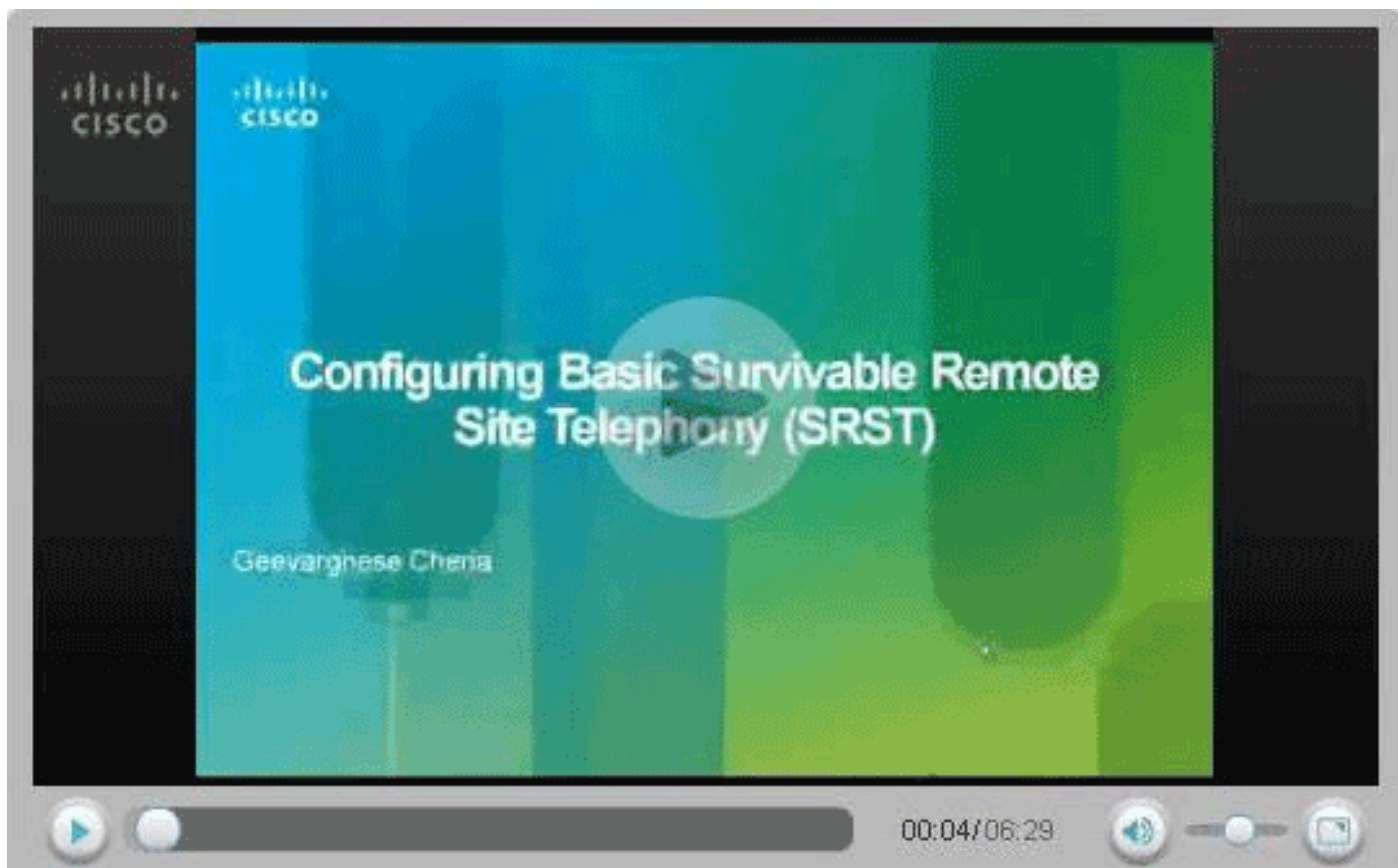 CISCO
CISCO
Configuring Basic Survivable Remote
Site Telephony (SRST)
Geevarghese Cheria
00:04/06:29